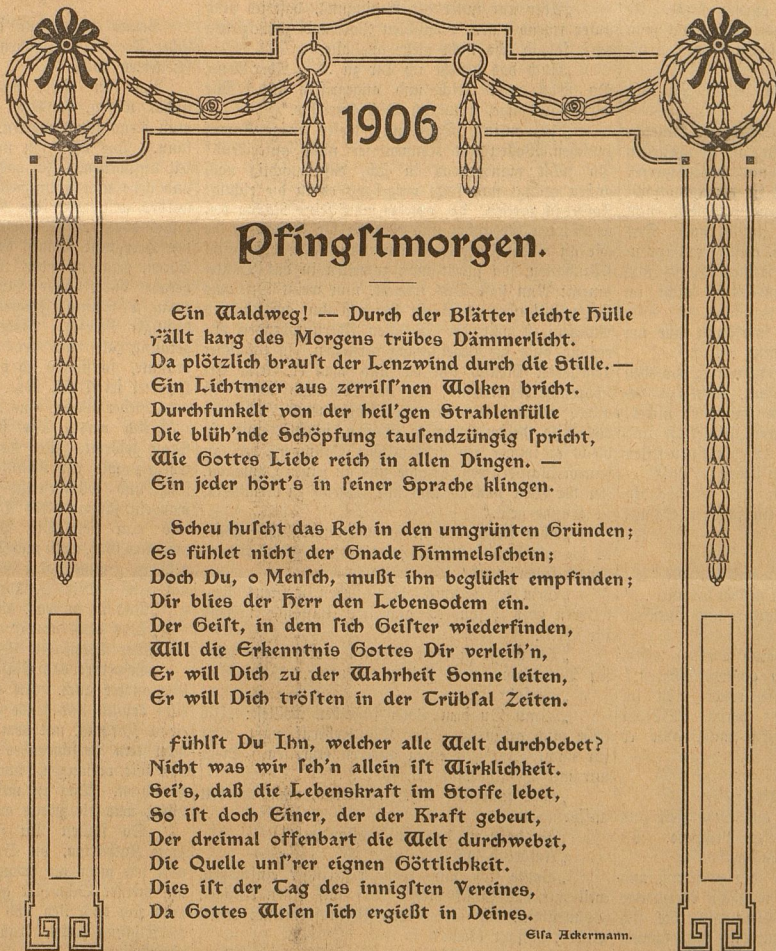 1906
Pfingſtmorgen.
Ein Waldweg! -- Durch der Blätter leichte Hülle
Fällt karg des Morgens trübes Dämmerlicht.
Da plötzlich brauſt der Lenzwind durch die Stille. —
Ein Lichtmeer aus zerriſſ'nen Wolken bricht.
Durchfunkelt von der heil'gen Strahlenfülle
Die blüh'nde Schöpfung tauſendzüngig ſpricht,
Wie Gottes Liebe reich in allen Dingen. —
Ein jeder hört's in ſeiner Sprache klingen.
Scheu huſcht das Reh in den umgrünten Gründen;
Es fühlet nicht der Gnade Himmelsſchein;
Doch Du, o Menſch, mußt ihn beglückt empfinden;
Dir blies der Herr den Lebensodem ein.
Der Geiſt, in dem ſich Geiſter wiederfinden,
Will die Erkenntnis Gottes Dir verleih'n,
Er will Dich zu der Wahrheit Sonne leiten,
Er will Dich tröſten in der Trübſal Zeiten.
Fühlſt Du Ihn, welcher alle Welt durchbebet?
Nicht was wir ſeh'n allein iſt Wirklichkeit.
Sei's, daß die Lebenskraft im Stoffe lebet,
So iſt doch Einer, der der Kraft gebeut,
Der dreimal offenbart die Welt durchwebet,
Die Quelle unſ'rer eignen Göttlichkeit.
Dies iſt der Tag des innigſten Vereines,
Da Gottes Weſen ſich ergießt in Deines.
Elſa Ackermann.